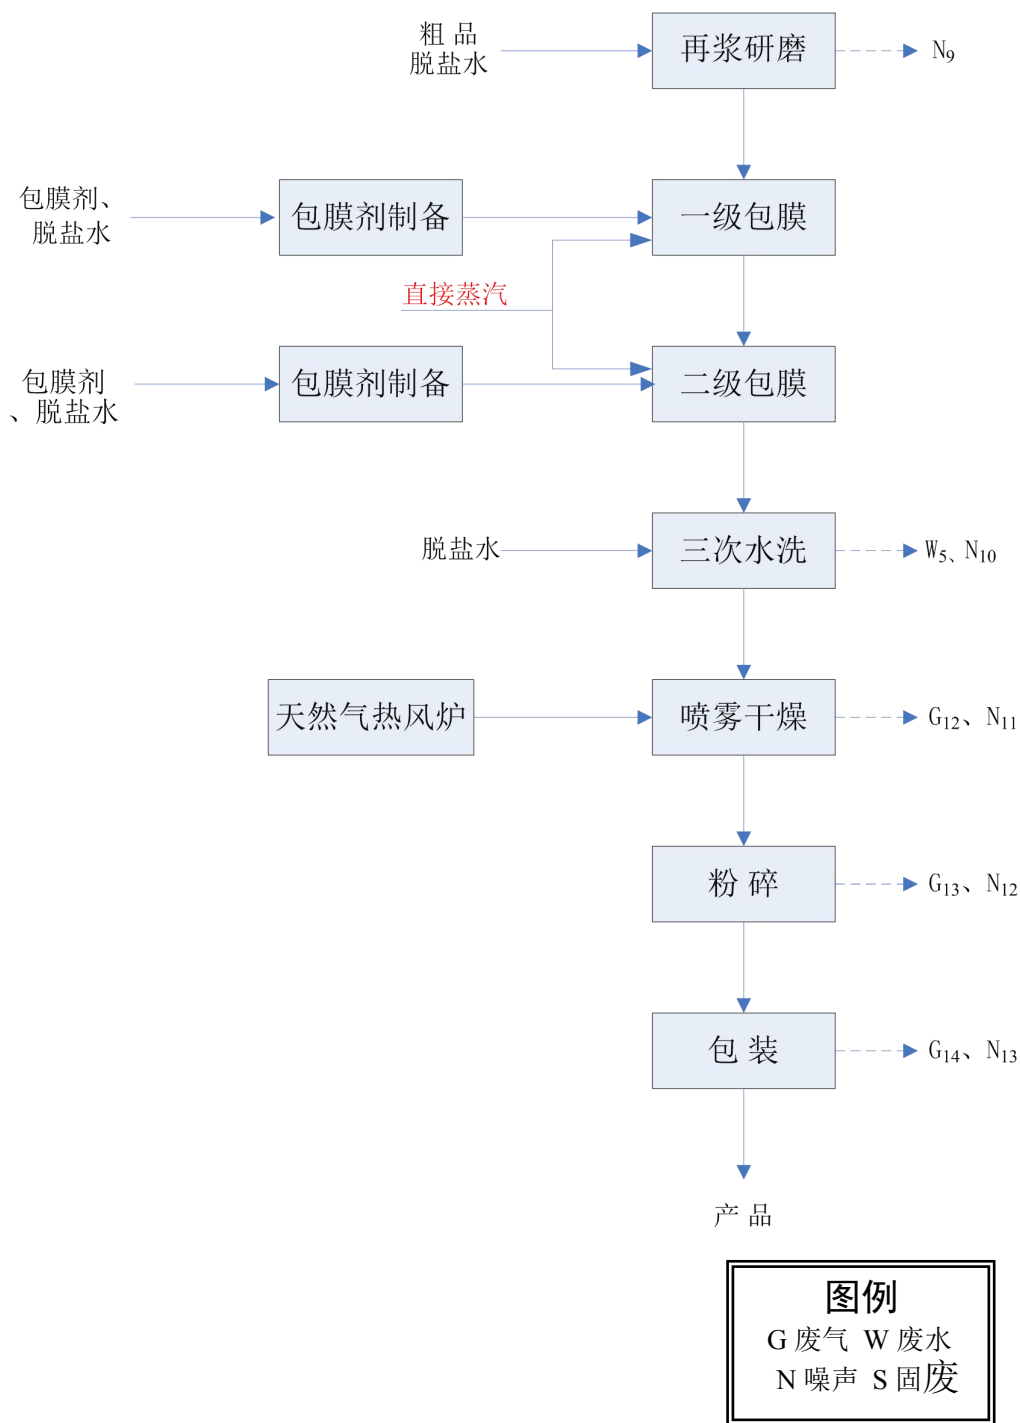 粗 品
脱盐水
再浆研磨
N9
包膜剂、
脱盐水
包膜剂制备
一级包膜
直接蒸汽
包膜剂
、脱盐水
包膜剂制备
二级包膜
脱盐水
三次水洗
W5、N10
天然气热风炉
喷雾干燥
G12、N11
粉 碎
G13、N12
包 装
G14、N13
产 品
图例
G 废气 W 废水
N 噪声 S 固废